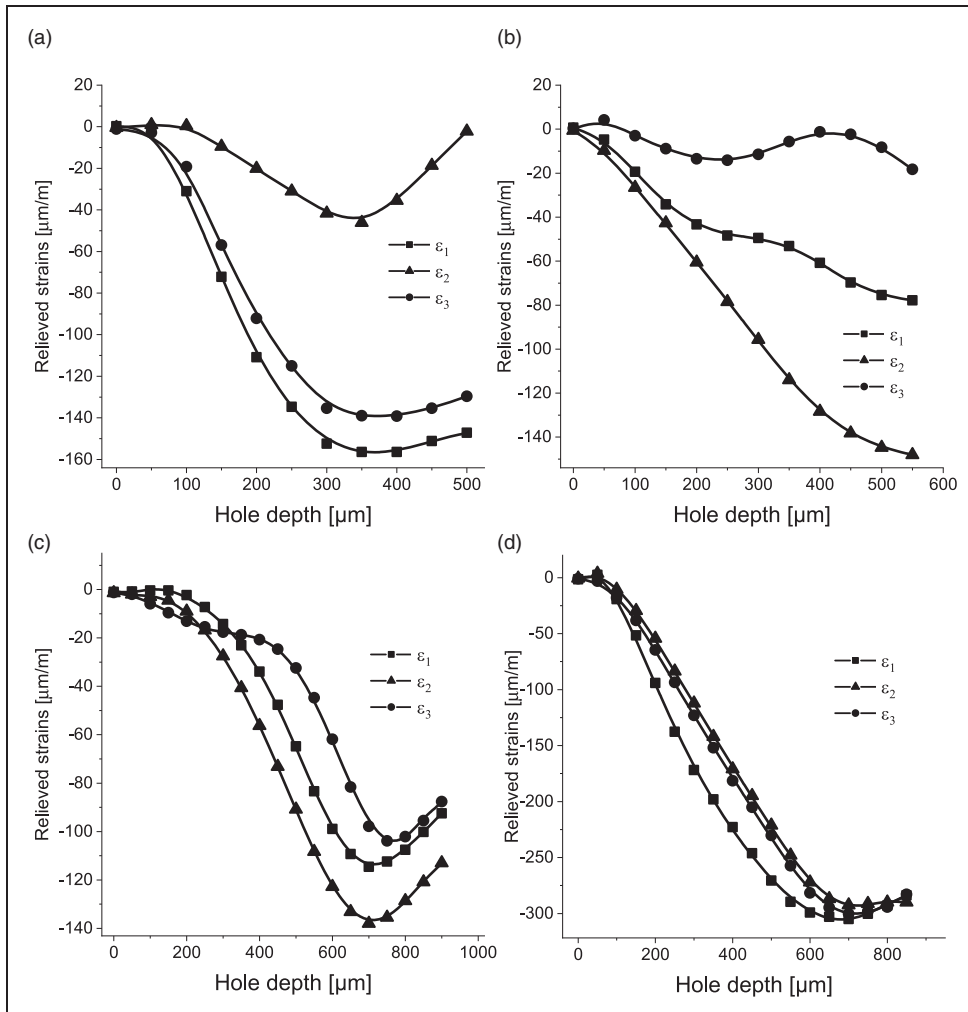 (a)
20
0
-20
-40
-60
-80
-100
-120
-140
-160
Relieved strains [μm/m]
ε1
ε2
ε3
0 100 200 300 400 500
Hole depth [μm]
(b)
20
0
-20
-40
-60
-80
-100
-120
-140
Relieved strains [μm/m]
ε1
ε2
ε3
0 100 200 300 400 500 600
Hole depth [μm]
(c)
0
-20
-40
-60
-80
-100
-120
-140
Relieved strains [μm/m]
ε1
ε2
ε3
0 200 400 600 800 1000
Hole depth [μm]
(d)
0
-50
-100
-150
-200
-250
-300
Relieved strains [μm/m]
ε1
ε2
ε3
0 200 400 600 800
Hole depth [μm]